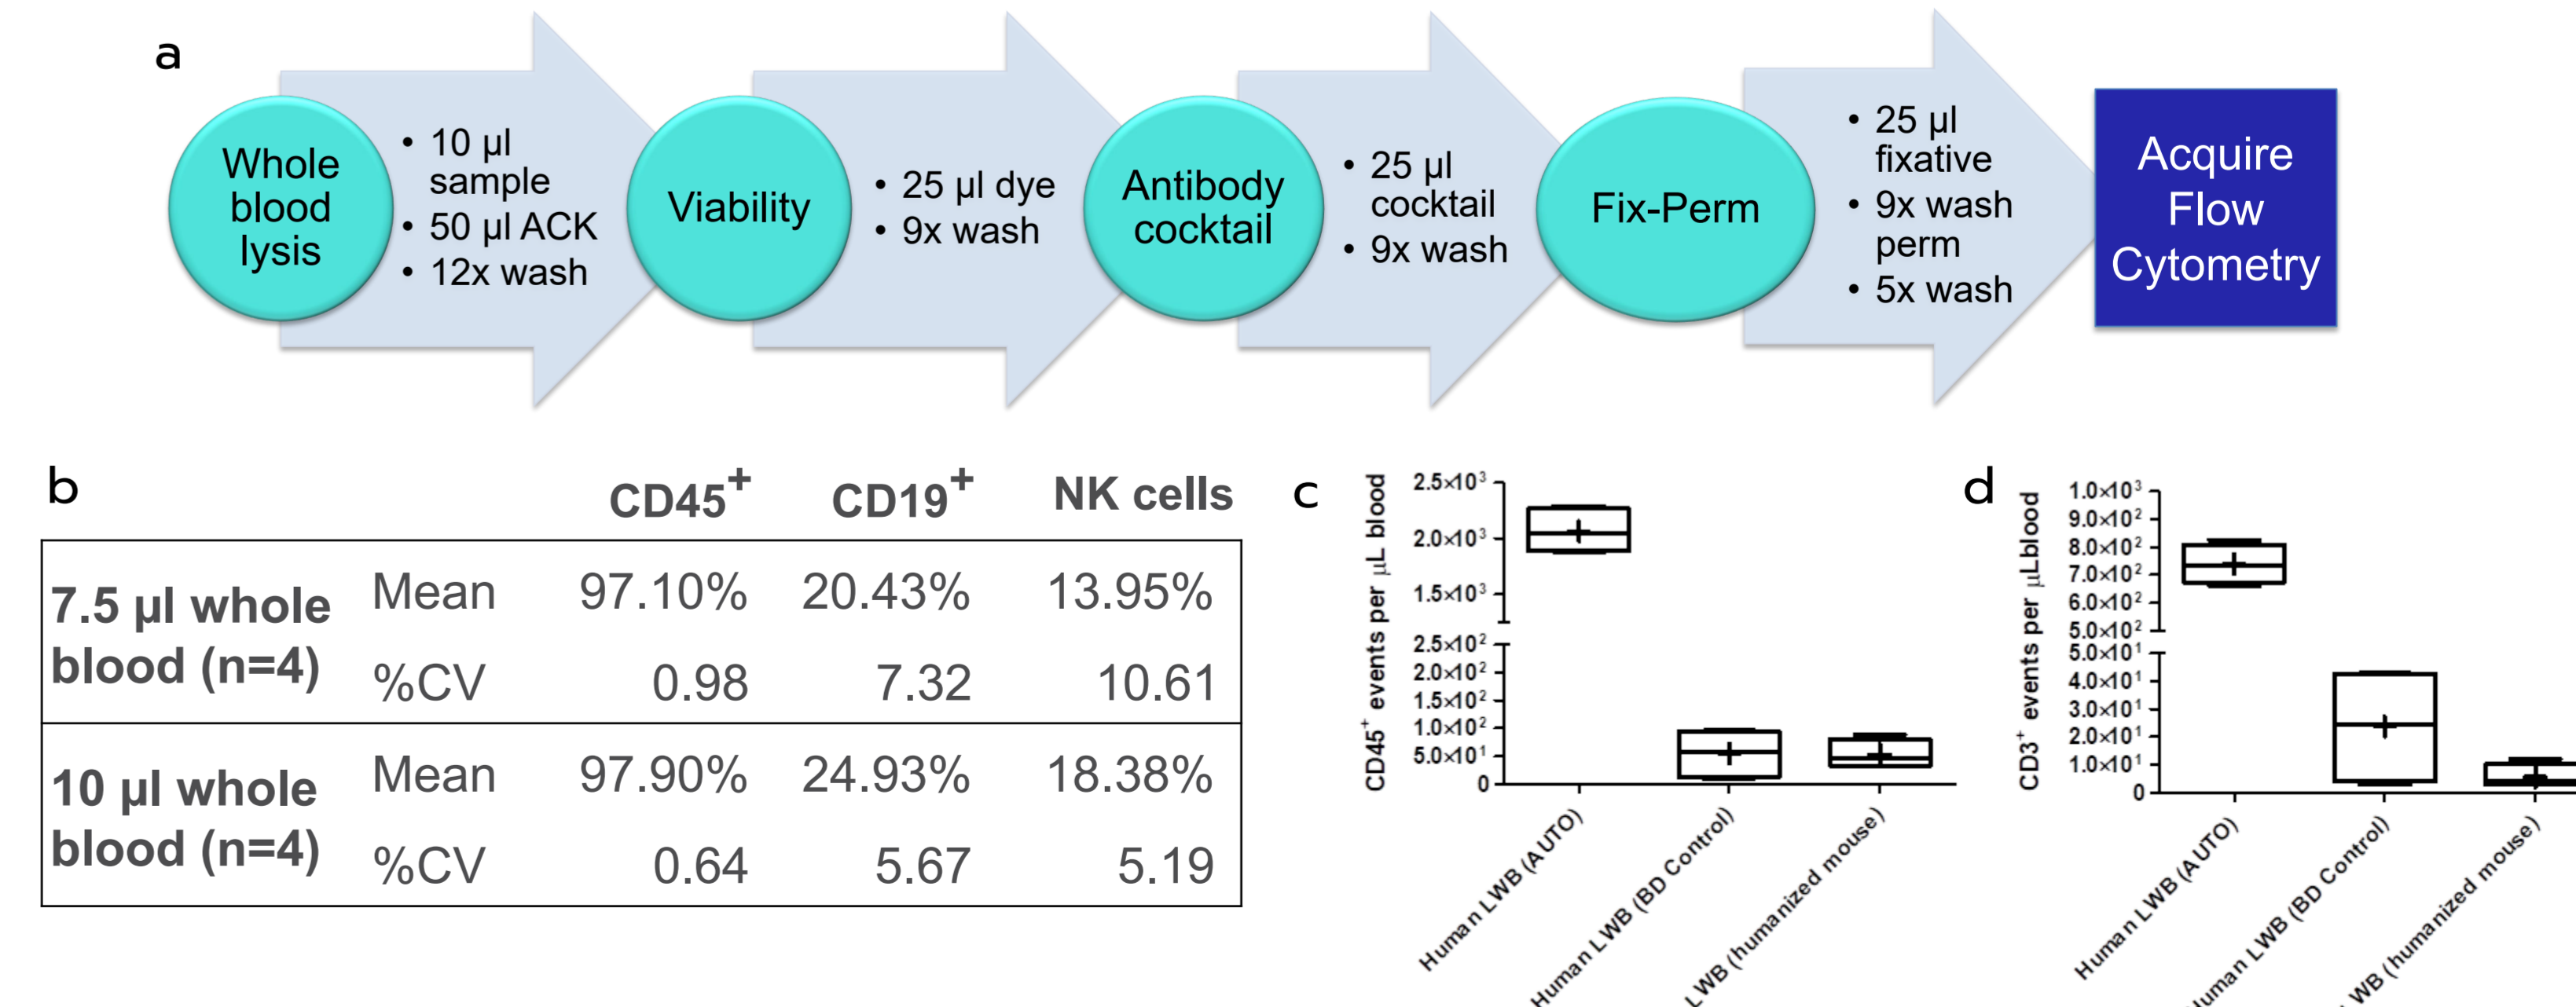 a
Whole
blood
lysis
• 10 µl
sample
• 50 µl ACK
• 12x wash
Viability
• 25 µl dye
• 9x wash
Antibody
cocktail
• 25 µl
cocktail
• 9x wash
Fix-Perm
• 25 µl
fixative
• 9x wash
perm
• 5x wash
Acquire
Flow
Cytometry
b
CD45⁺ CD19⁺ NK cells
7.5 µl whole
blood (n=4)
Mean 97.10% 20.43% 13.95%
%CV 0.98 7.32 10.61
10 µl whole
blood (n=4)
Mean 97.90% 24.93% 18.38%
%CV 0.64 5.67 5.19
c
CD45⁺ events per µL blood
2.5×10³
2.0×10³
1.5×10³
2.5×10²
2.0×10²
1.5×10²
1.0×10²
5.0×10¹
0
Human LWB (AUTO)
Human LWB (BD Control)
LWB (humanized mouse)
d
CD3⁺ events per µLblood
1.0×10³
9.0×10²
8.0×10²
7.0×10²
6.0×10²
5.0×10²
5.0×10¹
4.0×10¹
3.0×10¹
2.0×10¹
1.0×10¹
0
Human LWB (AUTO)
Human LWB (BD Control)
LWB (humanized mouse)